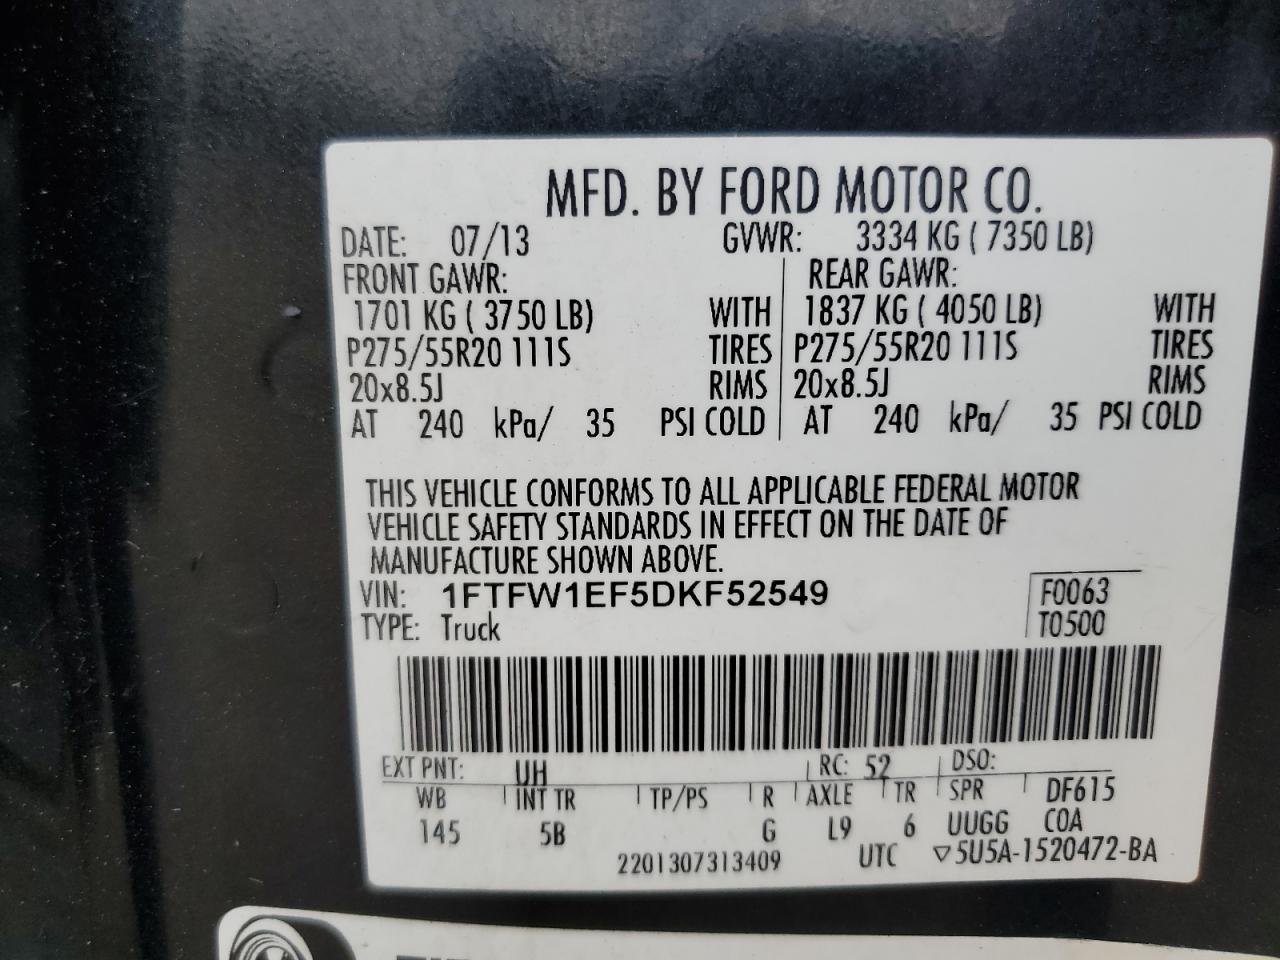 MFD. BY FORD MOTOR CO.
DATE: 07/13 GVWR: 3334 KG ( 7350 LB)
FRONT GAWR: REAR GAWR:
1701 KG ( 3750 LB) WITH 1837 KG ( 4050 LB) WITH
P275/55R20 111S TIRES P275/55R20 111S TIRES
20x8.5J RIMS 20x8.5J RIMS
AT 240 kPa/ 35 PSI COLD AT 240 kPa/ 35 PSI COLD
THIS VEHICLE CONFORMS TO ALL APPLICABLE FEDERAL MOTOR
VEHICLE SAFETY STANDARDS IN EFFECT ON THE DATE OF
MANUFACTURE SHOWN ABOVE.
VIN: 1FTFW1EF5DKF52549 F0063
TYPE: Truck T0500
EXT PNT: UH RC: 52 DSO:
WB INT TR TP/PS R AXLE TR SPR DF615
145 5B G L9 6 UUGG COA
2201307313409 UTC ▽5U5A-1520472-BA